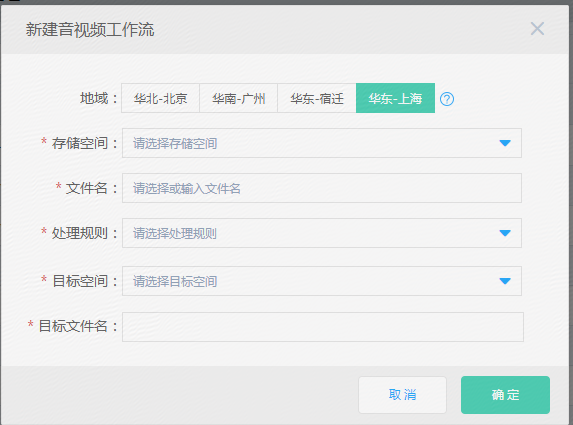 新建音视频工作流
地域： 华北-北京 华南-广州 华东-宿迁 华东-上海 ?
* 存储空间： 请选择存储空间
* 文件名： 请选择或输入文件名
* 处理规则： 请选择处理规则
* 目标空间： 请选择目标空间
* 目标文件名：
取消 确定